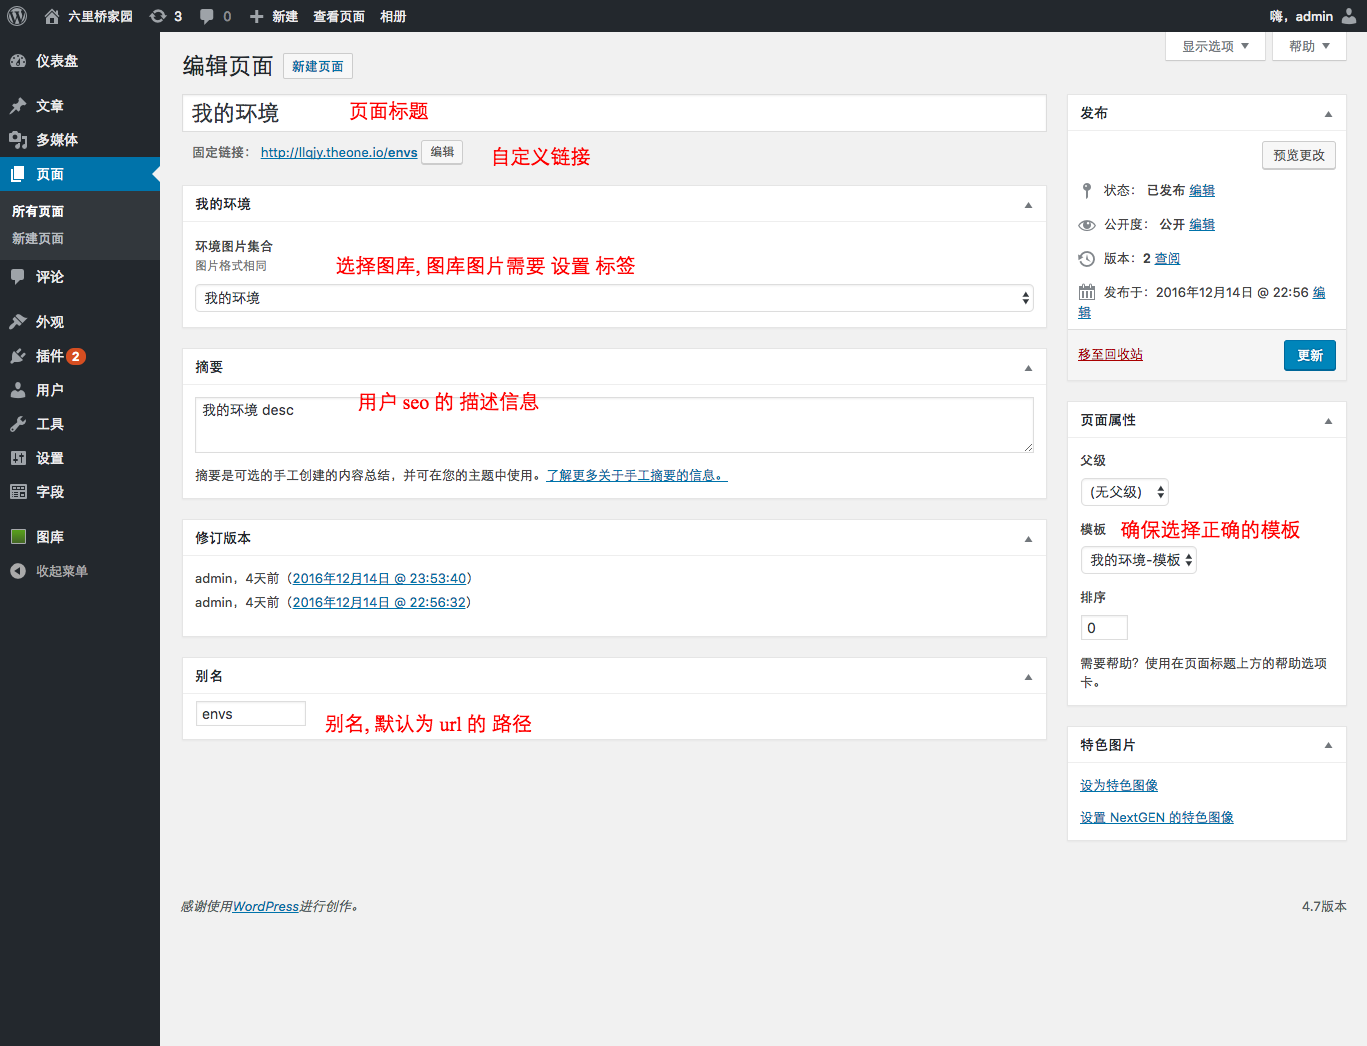 六里桥家园 3 0 新建 查看页面 相册 嗨，admin
显示选项 帮助
仪表盘
文章
多媒体
页面
所有页面
新建页面
评论
外观
插件 2
用户
工具
设置
字段
图库
收起菜单
编辑页面 新建页面
我的环境 页面标题
固定链接： http://llqjy.theone.io/envs 编辑 自定义链接
我的环境
环境图片集合
图片格式相同
选择图库, 图库图片需要 设置 标签
我的环境
摘要
我的环境 desc
用户 seo 的 描述信息
摘要是可选的手工创建的内容总结，并可在您的主题中使用。了解更多关于手工摘要的信息。
修订版本
admin，4天前（2016年12月14日 @ 23:53:40）
admin，4天前（2016年12月14日 @ 22:56:32）
别名
envs
别名, 默认为 url 的 路径
发布
预览更改
状态： 已发布 编辑
公开度： 公开 编辑
版本：2 查阅
发布于：2016年12月14日 @ 22:56 编
辑
移至回收站 更新
页面属性
父级
(无父级)
模板 确保选择正确的模板
我的环境-模板
排序
0
需要帮助？使用在页面标题上方的帮助选项
卡。
特色图片
设为特色图像
设置 NextGEN 的特色图像
感谢使用WordPress进行创作。 4.7版本